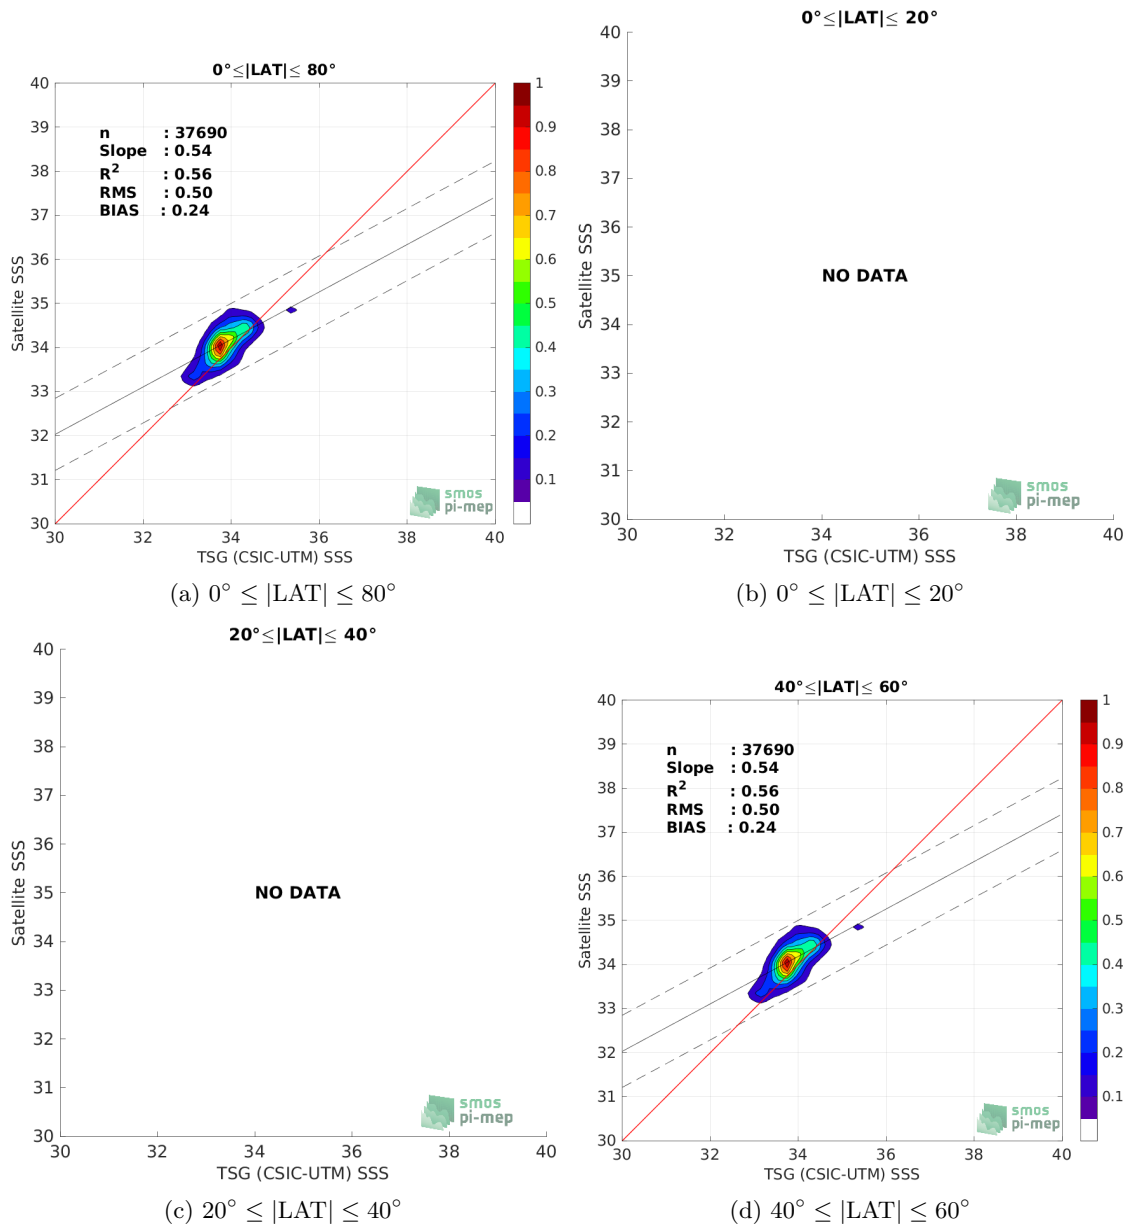 0°≤|LAT|≤ 80°
40
39
38
37
36
35
34
33
32
31
30
Satellite SSS
n : 37690
Slope : 0.54
R² : 0.56
RMS : 0.50
BIAS : 0.24
1
0.9
0.8
0.7
0.6
0.5
0.4
0.3
0.2
0.1
smos
pi-mep
30 32 34 36 38 40
TSG (CSIC-UTM) SSS
(a) 0° ≤ |LAT| ≤ 80°
0°≤|LAT|≤ 20°
40
39
38
37
36
35
34
33
32
31
30
Satellite SSS
NO DATA
smos
pi-mep
30 32 34 36 38 40
TSG (CSIC-UTM) SSS
(b) 0° ≤ |LAT| ≤ 20°
20°≤|LAT|≤ 40°
40
39
38
37
36
35
34
33
32
31
30
Satellite SSS
NO DATA
smos
pi-mep
30 32 34 36 38 40
TSG (CSIC-UTM) SSS
(c) 20° ≤ |LAT| ≤ 40°
40°≤|LAT|≤ 60°
40
39
38
37
36
35
34
33
32
31
30
Satellite SSS
n : 37690
Slope : 0.54
R² : 0.56
RMS : 0.50
BIAS : 0.24
1
0.9
0.8
0.7
0.6
0.5
0.4
0.3
0.2
0.1
smos
pi-mep
30 32 34 36 38 40
TSG (CSIC-UTM) SSS
(d) 40° ≤ |LAT| ≤ 60°